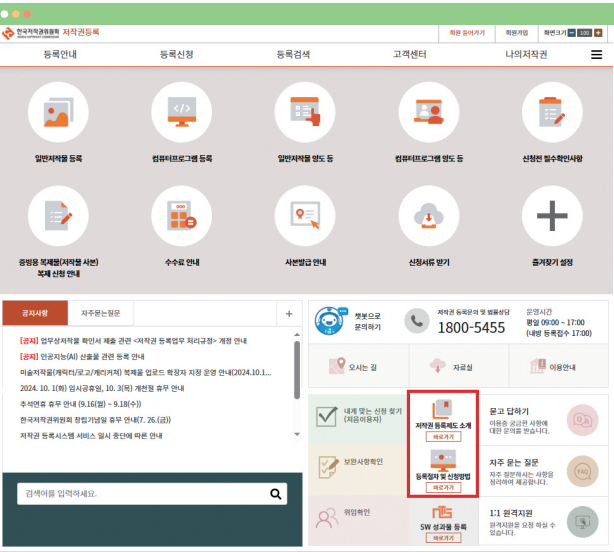 한국저작권위원회 저작권등록
회원 들어가기 회원가입 화면크기 - 100 +
등록안내 등록신청 등록검색 고객센터 나의저작권
일반저작물 등록 컴퓨터프로그램 등록 일반저작물 양도 등 컴퓨터프로그램 양도 등 신청전 필수확인사항
증빙용 복제물(저작물 사본)
복제 신청 안내
수수료 안내 사본발급 안내 신청서류 받기 즐겨찾기 설정
공지사항 자주묻는질문 +
[공지] 업무상저작물 확인서 제출 관련 <저작권 등록업무 처리규정> 개정 안내
[공지] 인공지능(AI) 산출물 관련 등록 안내
미술저작물(캐릭터/로고/캐리커처) 복제물 업로드 확장자 지정 운영 안내(2024.10.1...
2024. 10. 1(화) 임시공휴일, 10. 3(목) 개천절 휴무 안내
추석연휴 휴무 안내 (9.16(월) ~ 9.18(수))
한국저작권위원회 창립기념일 휴무 안내(7. 26.(금))
저작권 등록시스템 서비스 일시 중단에 따른 안내
검색어를 입력하세요.
챗봇으로
문의하기
저작권 등록문의 및 법률상담
1800-5455
운영시간
평일 09:00 ~ 17:00
(내방 등록접수 17:00)
오시는 길 자료실 이용안내
내게 맞는 신청 찾기
(처음이용자)
저작권 등록제도 소개
바로가기
묻고 답하기
이용중 궁금한 사항에
대한 문의를 받습니다.
Q&A
보완사항확인
등록절차 및 신청방법
바로가기
자주 묻는 질문
자주 질문하시는 사항을
정리하여 제공합니다.
FAQ
위임확인
SW 성과물 등록
바로가기
1:1 원격지원
원격지원을 요청 하실 수
있습니다.